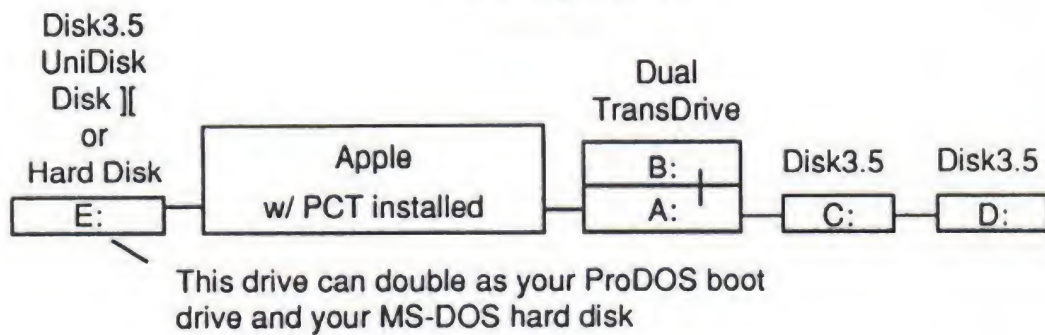 Disk3.5
UniDisk
Disk ][
or
Hard Disk
E:
Apple
w/ PCT installed
Dual
TransDrive
B:
A:
Disk3.5
C:
Disk3.5
D:
This drive can double as your ProDOS boot
drive and your MS-DOS hard disk